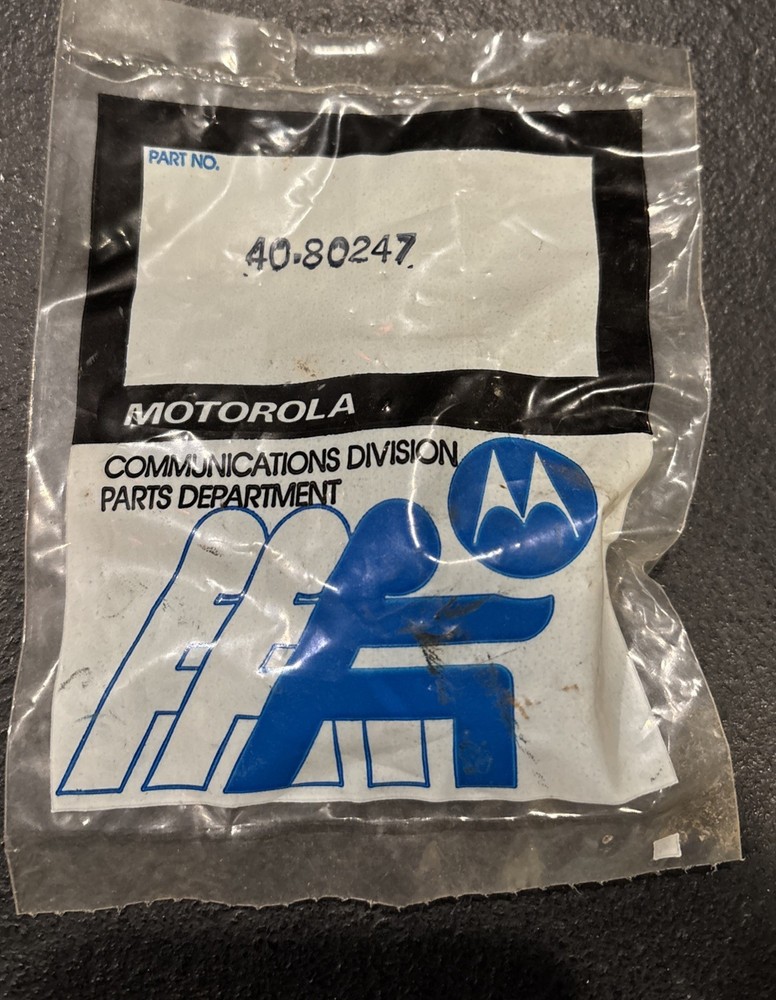 PART NO.
40-80247
MOTOROLA
COMMUNICATIONS DIVISION
PARTS DEPARTMENT